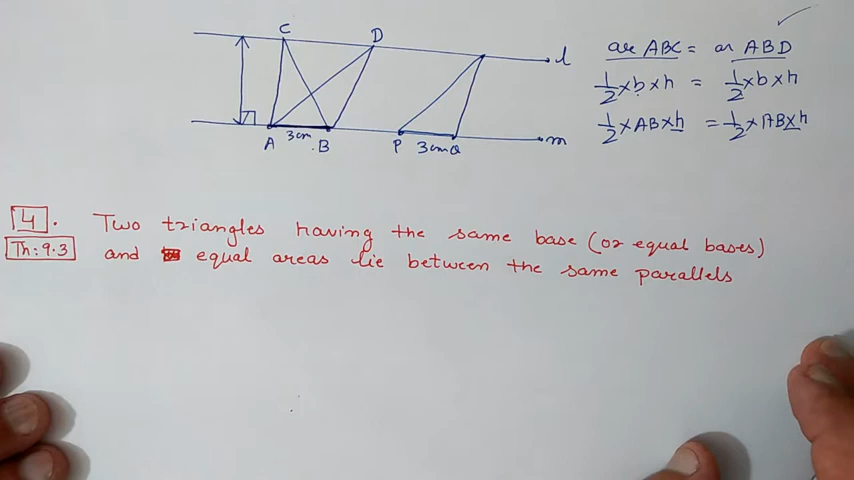 C
D
l
A
3cm
B
P
3cm
Q
m
are ABC = ar ABD
1/2 × b × h = 1/2 × b × h
1/2 × AB × h = 1/2 × AB × h
4. Two triangles having the same base (or equal bases)
Th: 9.3 and equal areas lie between the same parallels